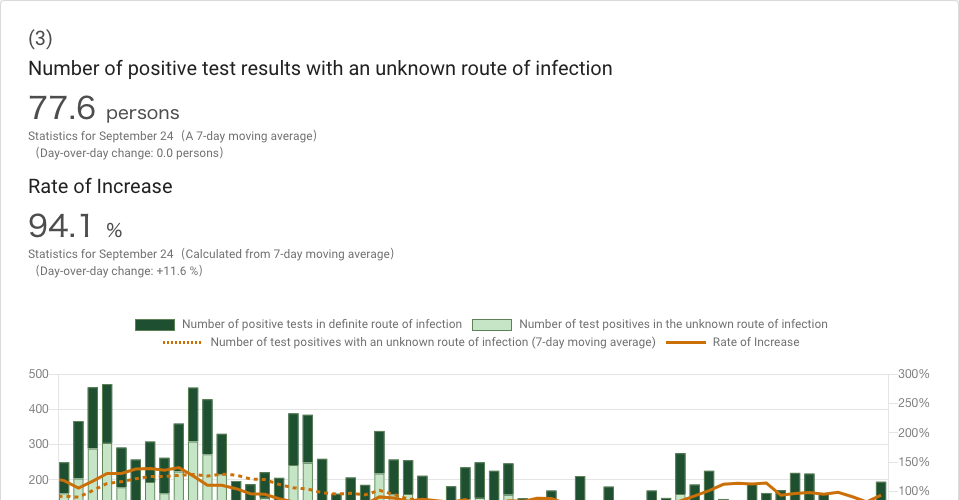 (3)
Number of positive test results with an unknown route of infection
77.6 persons
Statistics for September 24（A 7-day moving average）
（Day-over-day change: 0.0 persons）
Rate of Increase
94.1 %
Statistics for September 24（Calculated from 7-day moving average）
（Day-over-day change: +11.6 %）
Number of positive tests in definite route of infection Number of test positives in the unknown route of infection
Number of test positives with an unknown route of infection (7-day moving average) Rate of Increase
500 300%
250%
400
200%
300
150%
200
100%